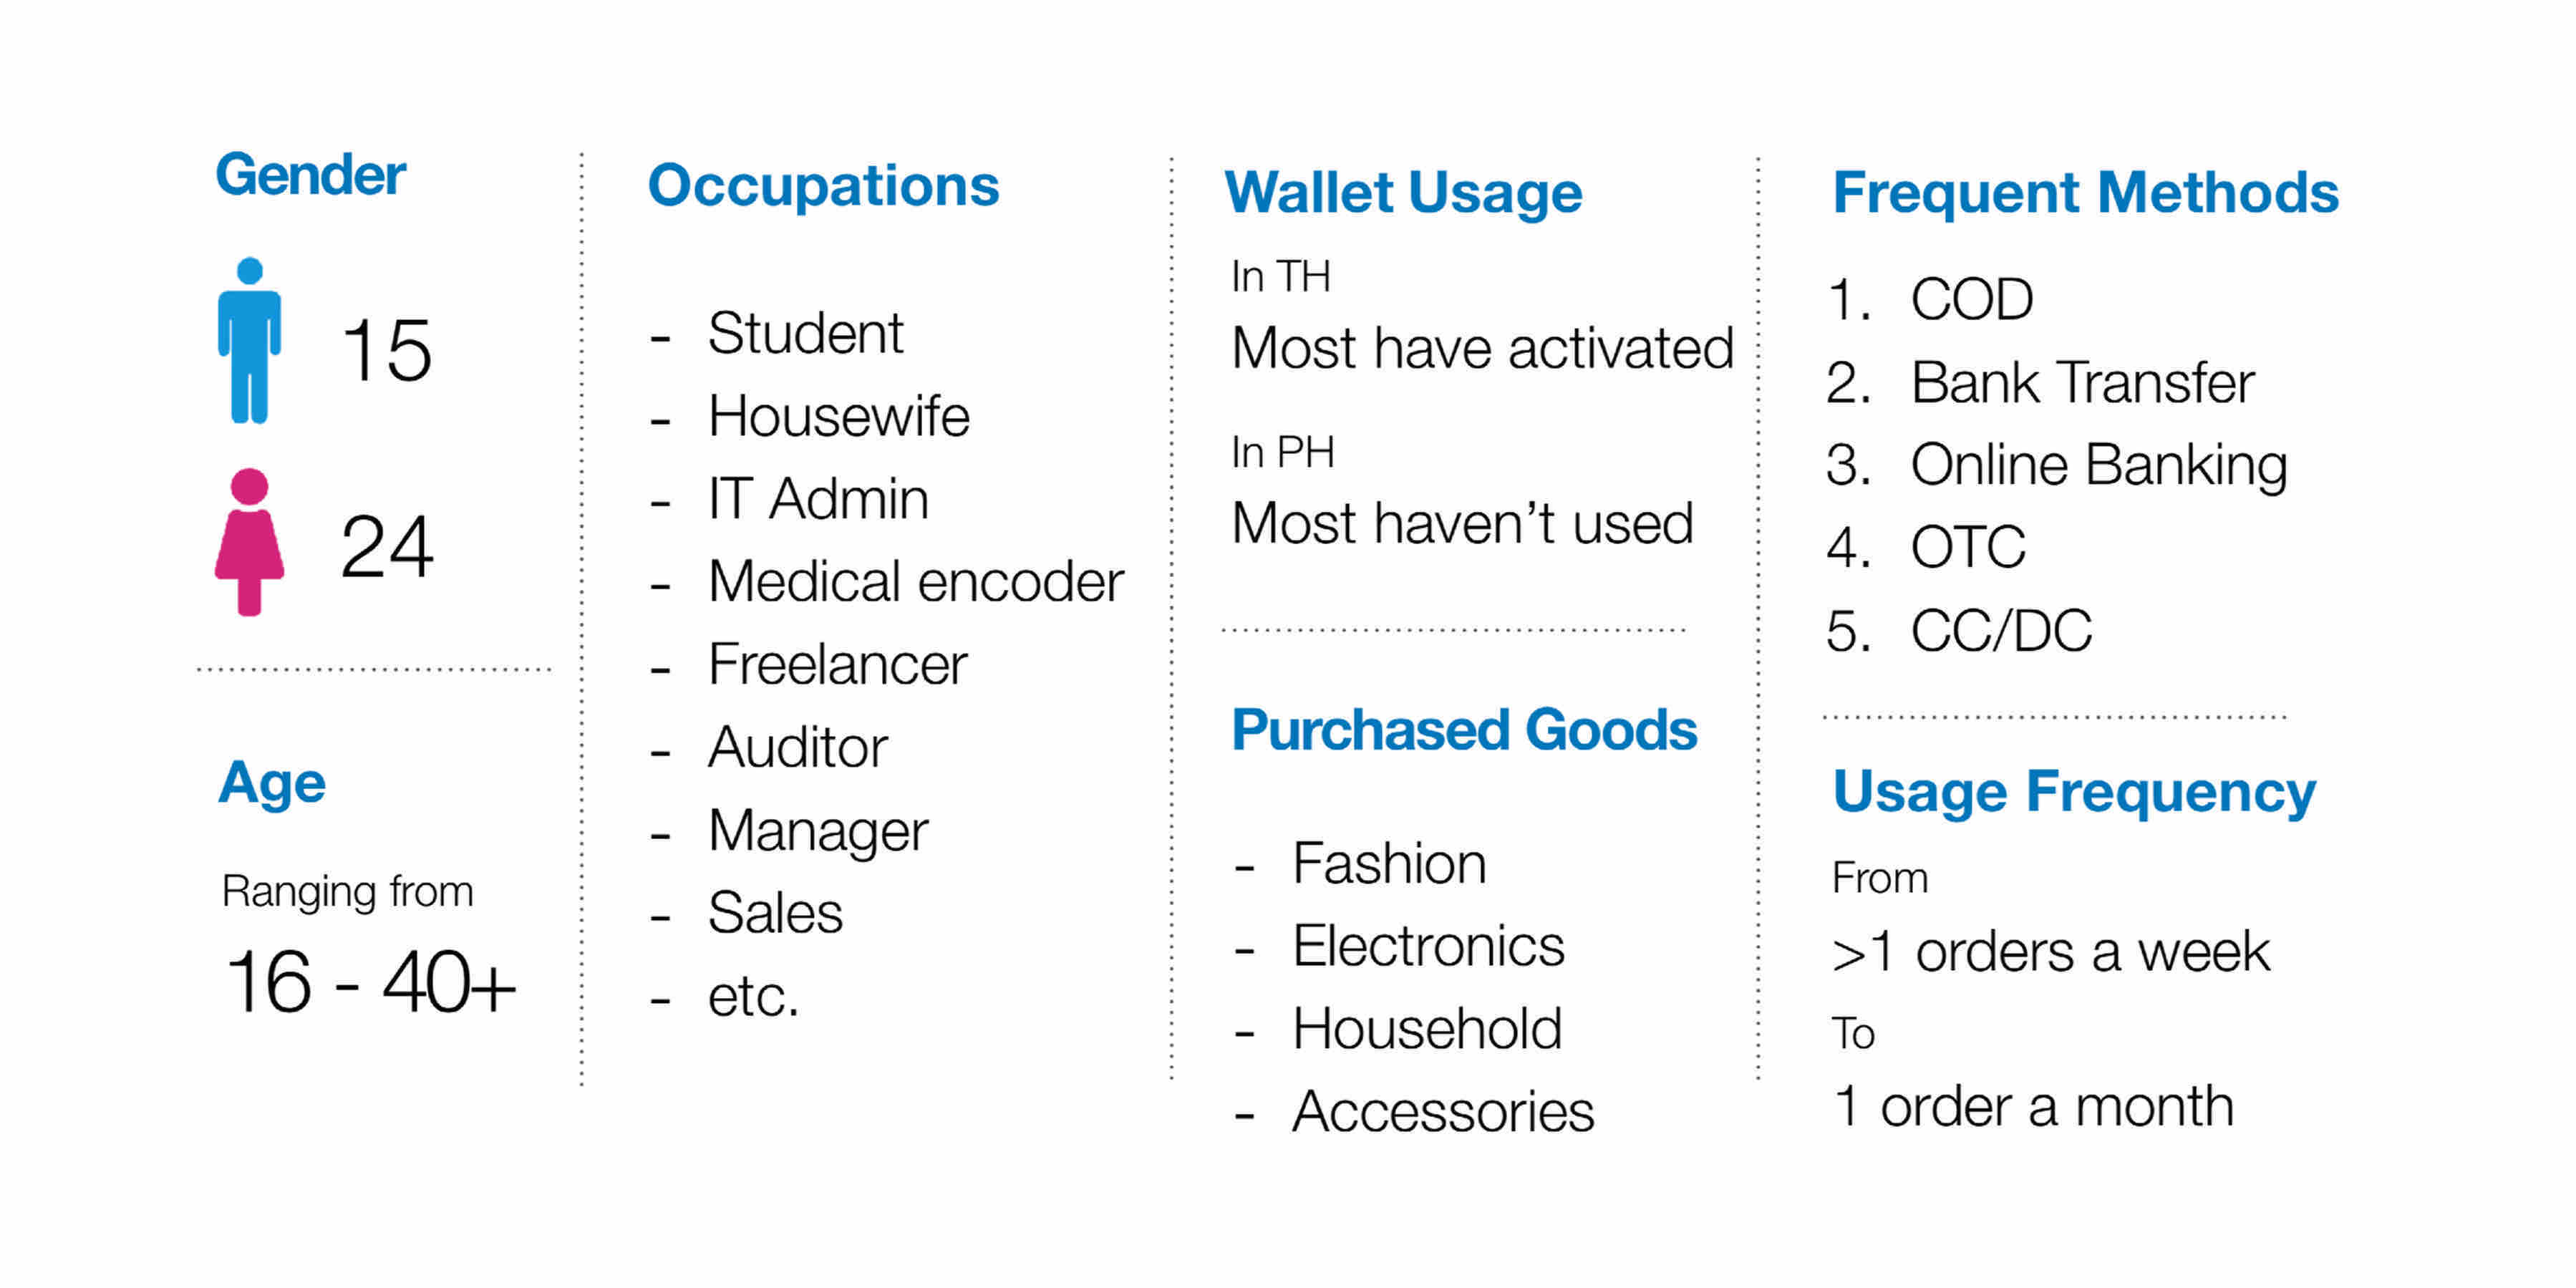 Gender
15
24
Age
Ranging from
16 - 40+
Occupations
- Student
- Housewife
- IT Admin
- Medical encoder
- Freelancer
- Auditor
- Manager
- Sales
- etc.
Wallet Usage
In TH
Most have activated
In PH
Most haven’t used
Purchased Goods
- Fashion
- Electronics
- Household
- Accessories
Frequent Methods
1. COD
2. Bank Transfer
3. Online Banking
4. OTC
5. CC/DC
Usage Frequency
From
>1 orders a week
To
1 order a month